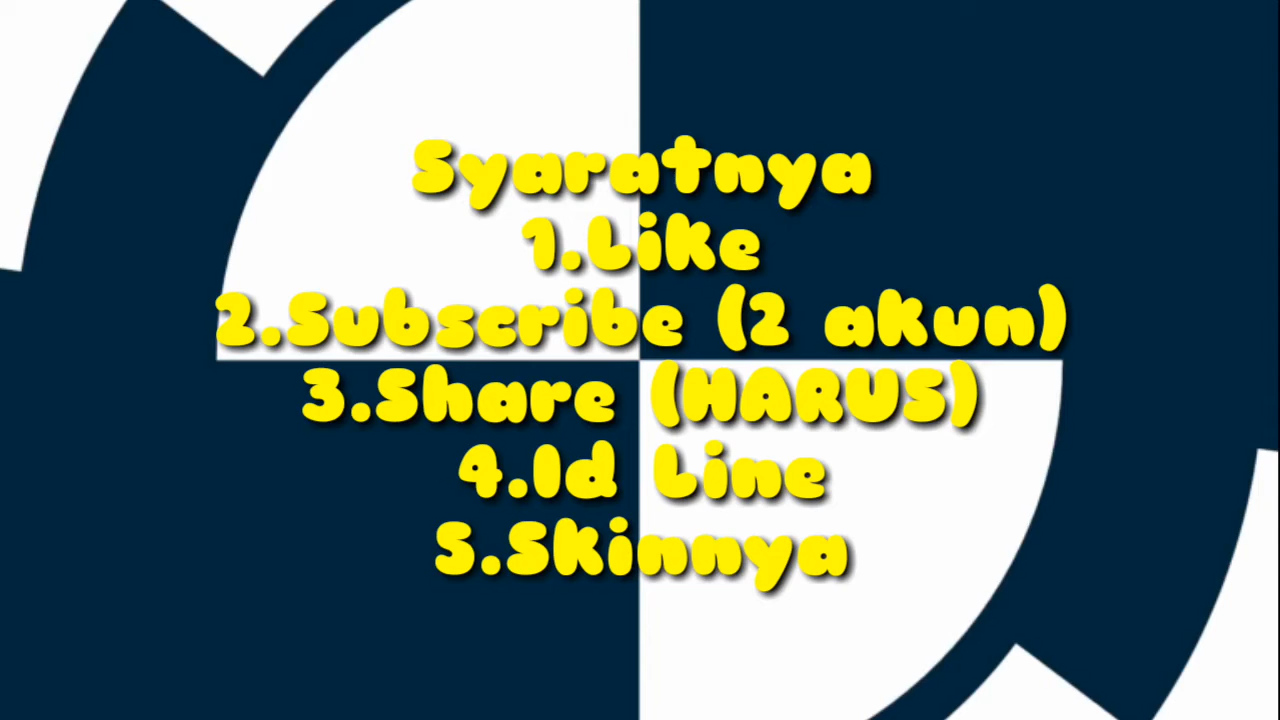 Syaratnya
1.Like
2.Subscribe (2 akun)
3.Share (HARUS)
4.Id Line
5.Skinnya